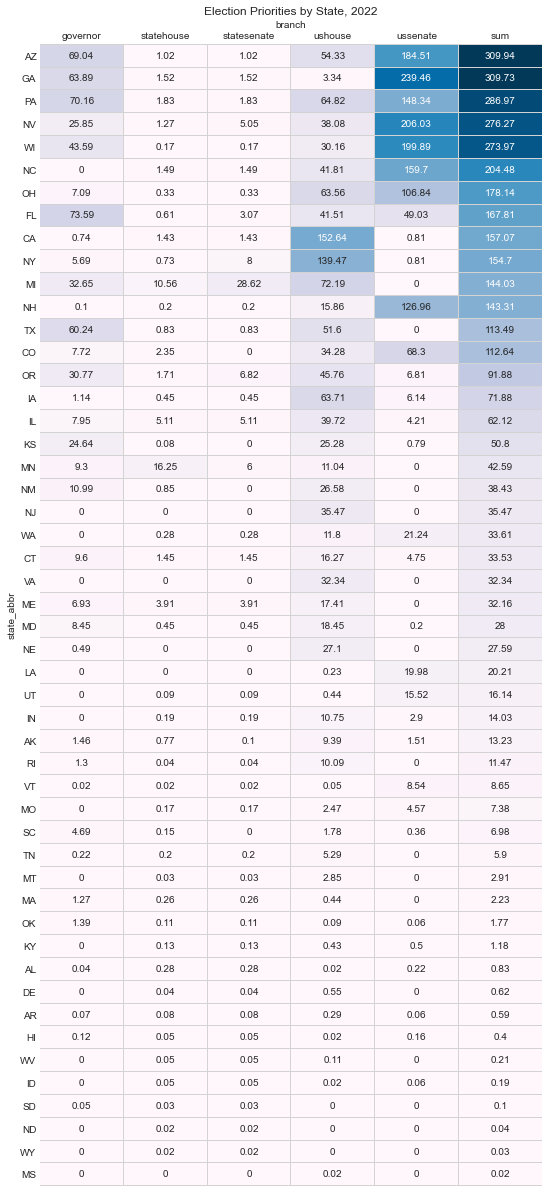 Election Priorities by State, 2022
branch
governor statehouse statesenate ushouse ussenate sum
state_abbr
AZ 69.04 1.02 1.02 54.33 184.51 309.94
GA 63.89 1.52 1.52 3.34 239.46 309.73
PA 70.16 1.83 1.83 64.82 148.34 286.97
NV 25.85 1.27 5.05 38.08 206.03 276.27
WI 43.59 0.17 0.17 30.16 199.89 273.97
NC 0 1.49 1.49 41.81 159.7 204.48
OH 7.09 0.33 0.33 63.56 106.84 178.14
FL 73.59 0.61 3.07 41.51 49.03 167.81
CA 0.74 1.43 1.43 152.64 0.81 157.07
NY 5.69 0.73 8 139.47 0.81 154.7
MI 32.65 10.56 28.62 72.19 0 144.03
NH 0.1 0.2 0.2 15.86 126.96 143.31
TX 60.24 0.83 0.83 51.6 0 113.49
CO 7.72 2.35 0 34.28 68.3 112.64
OR 30.77 1.71 6.82 45.76 6.81 91.88
IA 1.14 0.45 0.45 63.71 6.14 71.88
IL 7.95 5.11 5.11 39.72 4.21 62.12
KS 24.64 0.08 0 25.28 0.79 50.8
MN 9.3 16.25 6 11.04 0 42.59
NM 10.99 0.85 0 26.58 0 38.43
NJ 0 0 0 35.47 0 35.47
WA 0 0.28 0.28 11.8 21.24 33.61
CT 9.6 1.45 1.45 16.27 4.75 33.53
VA 0 0 0 32.34 0 32.34
ME 6.93 3.91 3.91 17.41 0 32.16
MD 8.45 0.45 0.45 18.45 0.2 28
NE 0.49 0 0 27.1 0 27.59
LA 0 0 0 0.23 19.98 20.21
UT 0 0.09 0.09 0.44 15.52 16.14
IN 0 0.19 0.19 10.75 2.9 14.03
AK 1.46 0.77 0.1 9.39 1.51 13.23
RI 1.3 0.04 0.04 10.09 0 11.47
VT 0.02 0.02 0.02 0.05 8.54 8.65
MO 0 0.17 0.17 2.47 4.57 7.38
SC 4.69 0.15 0 1.78 0.36 6.98
TN 0.22 0.2 0.2 5.29 0 5.9
MT 0 0.03 0.03 2.85 0 2.91
MA 1.27 0.26 0.26 0.44 0 2.23
OK 1.39 0.11 0.11 0.09 0.06 1.77
KY 0 0.13 0.13 0.43 0.5 1.18
AL 0.04 0.28 0.28 0.02 0.22 0.83
DE 0 0.04 0.04 0.55 0 0.62
AR 0.07 0.08 0.08 0.29 0.06 0.59
HI 0.12 0.05 0.05 0.02 0.16 0.4
WV 0 0.05 0.05 0.11 0 0.21
ID 0 0.05 0.05 0.02 0.06 0.19
SD 0.05 0.03 0.03 0 0 0.1
ND 0 0.02 0.02 0 0 0.04
WY 0 0.02 0.02 0 0 0.03
MS 0 0 0 0.02 0 0.02